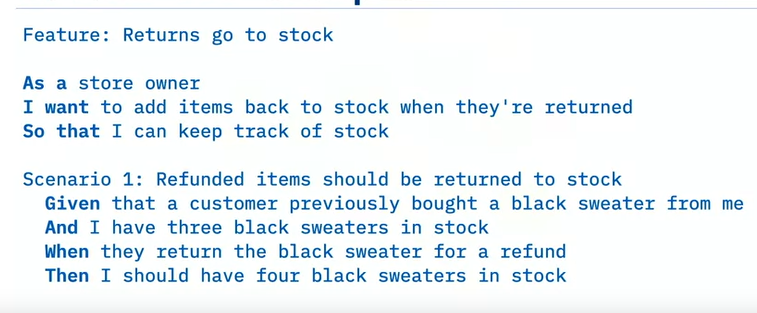 Feature: Returns go to stock
As a store owner
I want to add items back to stock when they're returned
So that I can keep track of stock
Scenario 1: Refunded items should be returned to stock
Given that a customer previously bought a black sweater from me
And I have three black sweaters in stock
When they return the black sweater for a refund
Then I should have four black sweaters in stock